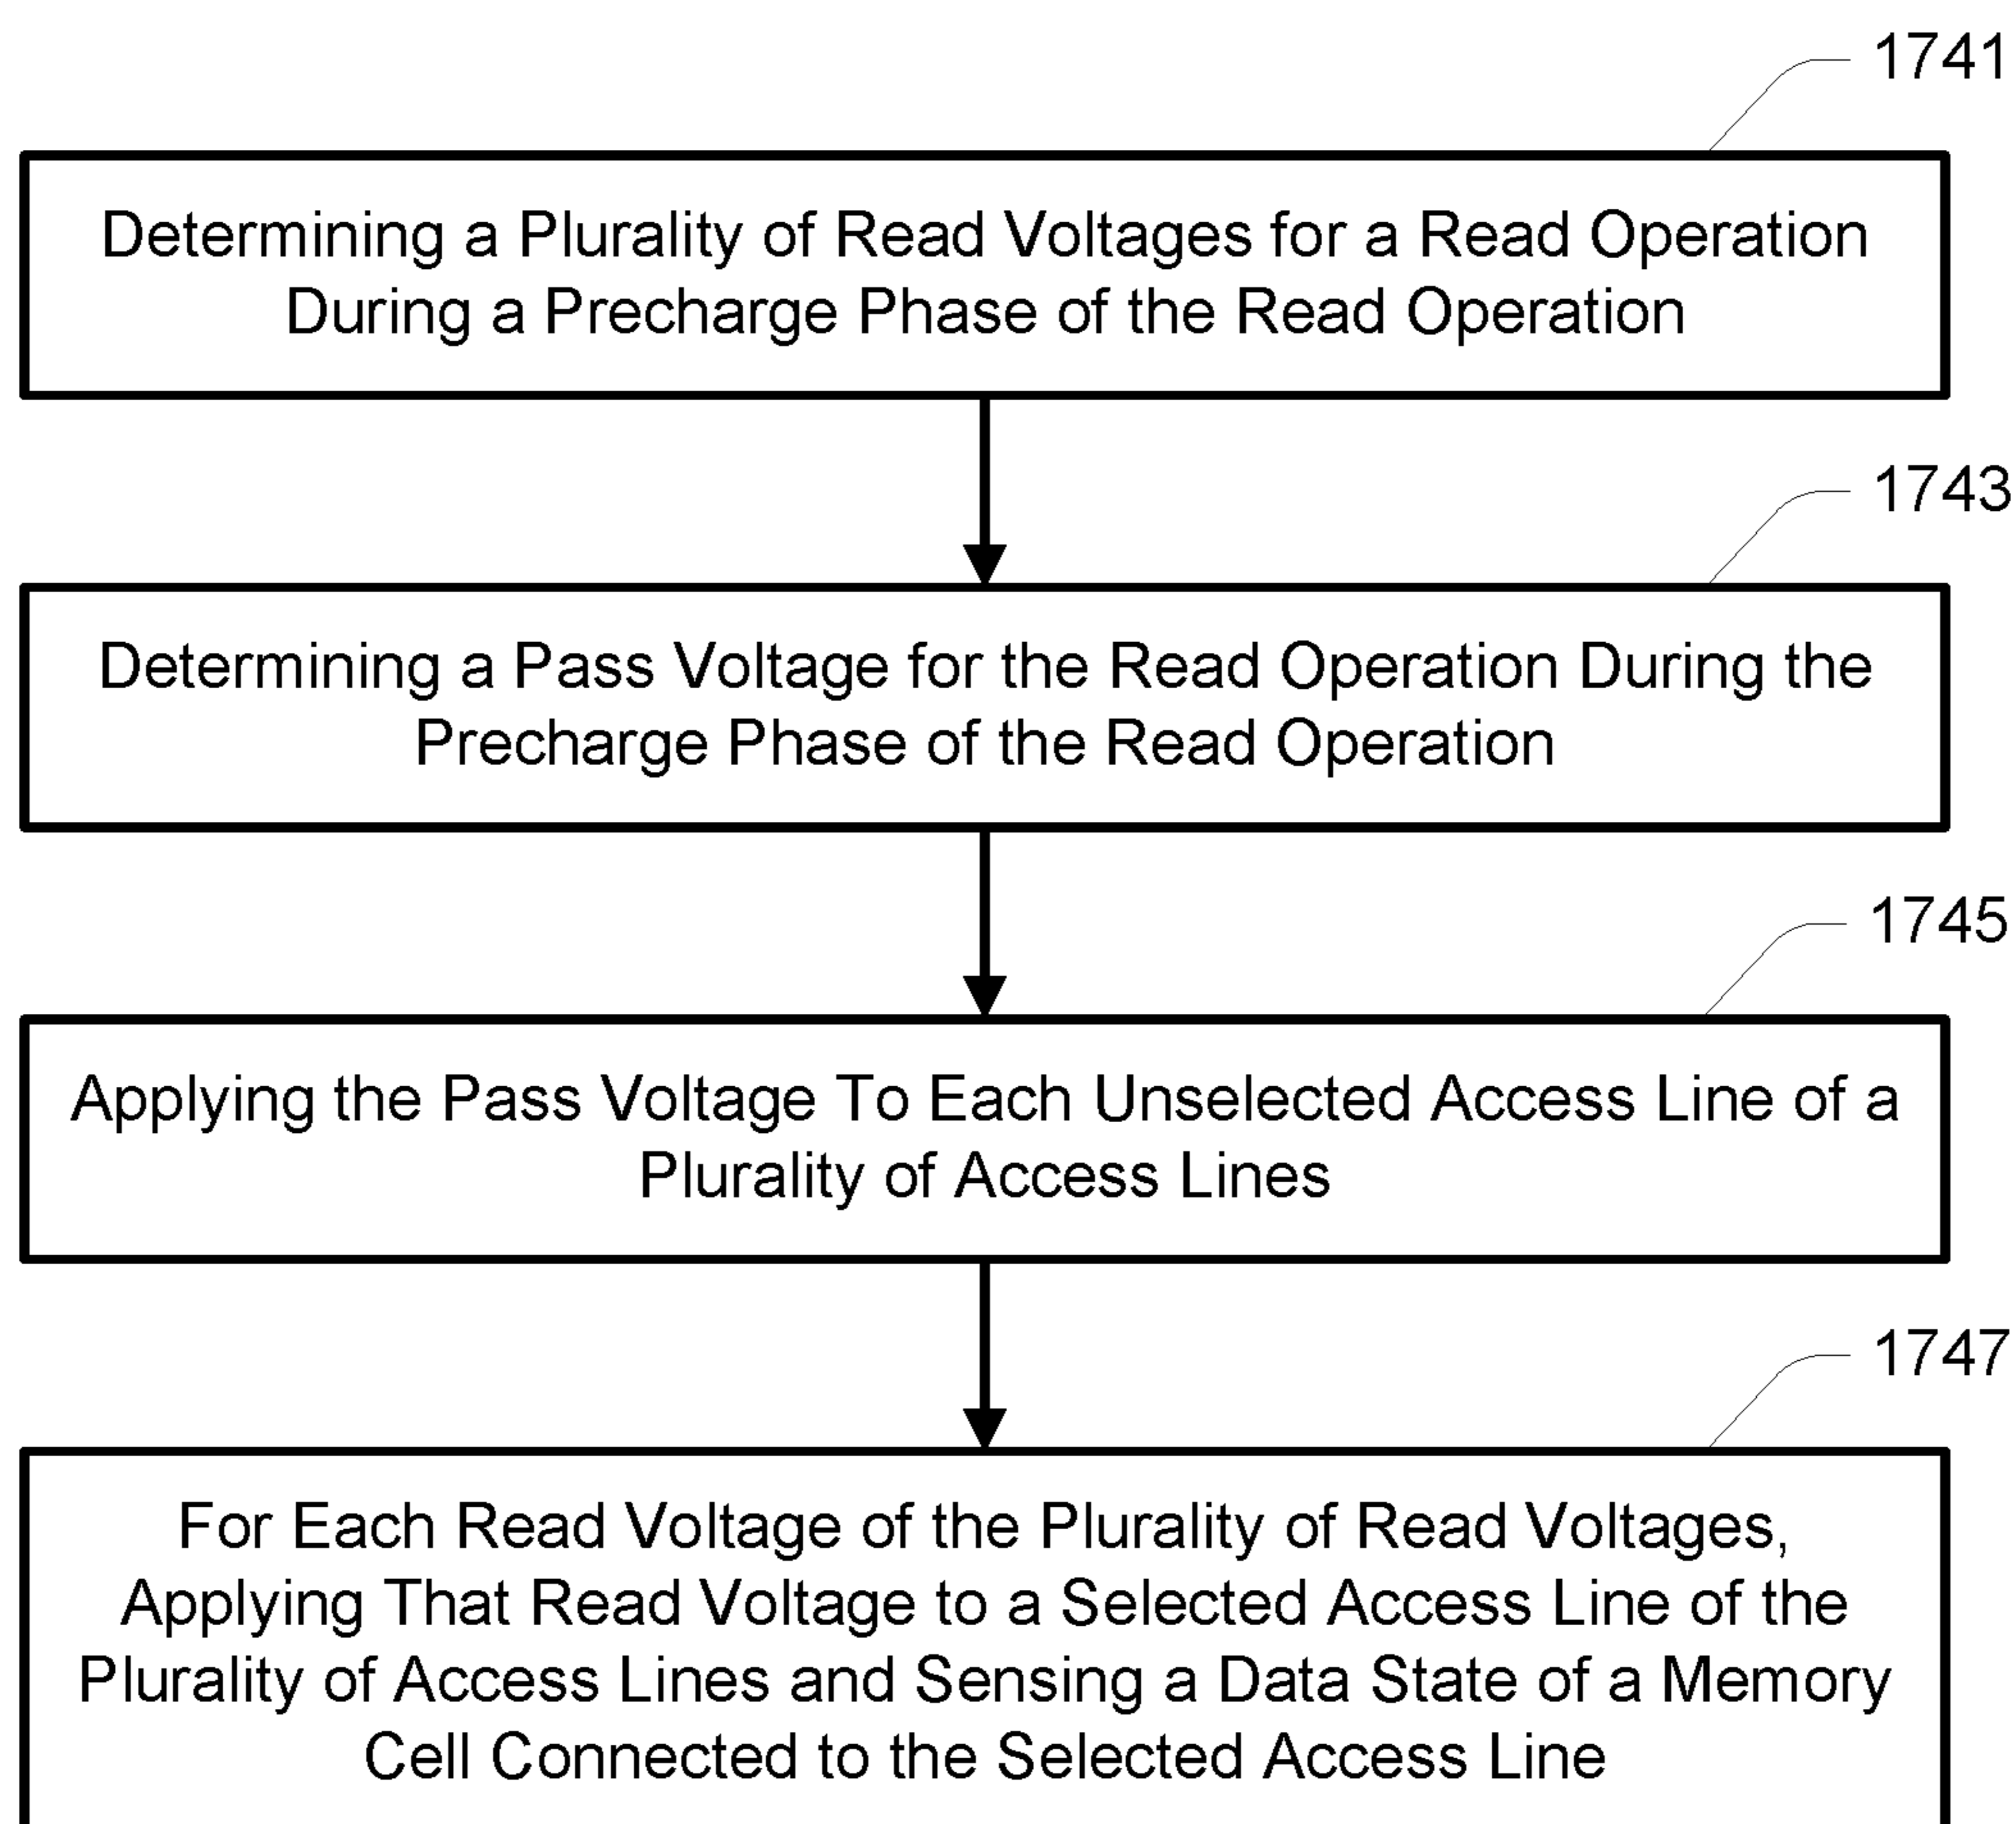 1741
Determining a Plurality of Read Voltages for a Read Operation
During a Precharge Phase of the Read Operation
1743
Determining a Pass Voltage for the Read Operation During the
Precharge Phase of the Read Operation
1745
Applying the Pass Voltage To Each Unselected Access Line of a
Plurality of Access Lines
1747
For Each Read Voltage of the Plurality of Read Voltages,
Applying That Read Voltage to a Selected Access Line of the
Plurality of Access Lines and Sensing a Data State of a Memory
Cell Connected to the Selected Access Line